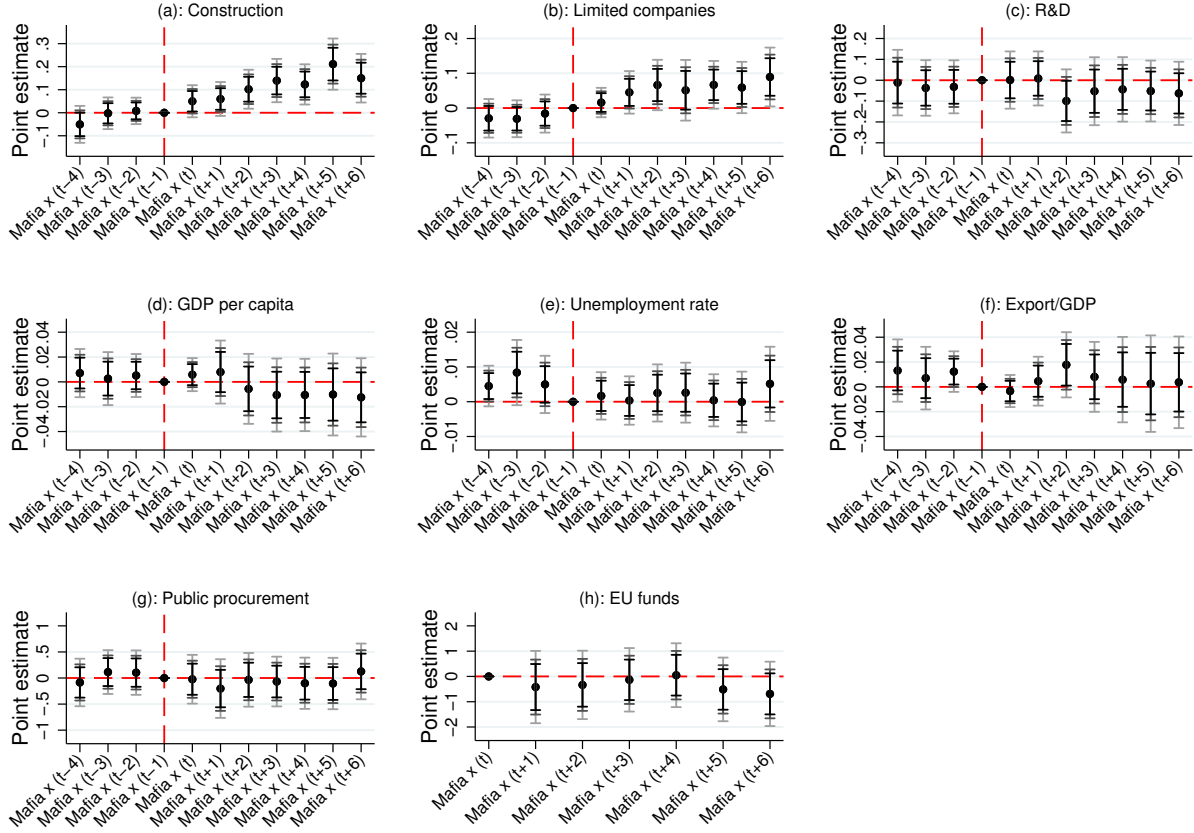 (a): Construction
Point estimate
−.1 0 .1 .2 .3
Mafia x (t−4)
Mafia x (t−3)
Mafia x (t−2)
Mafia x (t−1)
Mafia x (t)
Mafia x (t+1)
Mafia x (t+2)
Mafia x (t+3)
Mafia x (t+4)
Mafia x (t+5)
Mafia x (t+6)
(b): Limited companies
Point estimate
−.1 0 .1 .2
Mafia x (t−4)
Mafia x (t−3)
Mafia x (t−2)
Mafia x (t−1)
Mafia x (t)
Mafia x (t+1)
Mafia x (t+2)
Mafia x (t+3)
Mafia x (t+4)
Mafia x (t+5)
Mafia x (t+6)
(c): R&D
Point estimate
−.3 −.2 −.1 0 .1 .2
Mafia x (t−4)
Mafia x (t−3)
Mafia x (t−2)
Mafia x (t−1)
Mafia x (t)
Mafia x (t+1)
Mafia x (t+2)
Mafia x (t+3)
Mafia x (t+4)
Mafia x (t+5)
Mafia x (t+6)
(d): GDP per capita
Point estimate
−.04 −.02 0 .02 .04
Mafia x (t−4)
Mafia x (t−3)
Mafia x (t−2)
Mafia x (t−1)
Mafia x (t)
Mafia x (t+1)
Mafia x (t+2)
Mafia x (t+3)
Mafia x (t+4)
Mafia x (t+5)
Mafia x (t+6)
(e): Unemployment rate
Point estimate
−.01 0 .01 .02
Mafia x (t−4)
Mafia x (t−3)
Mafia x (t−2)
Mafia x (t−1)
Mafia x (t)
Mafia x (t+1)
Mafia x (t+2)
Mafia x (t+3)
Mafia x (t+4)
Mafia x (t+5)
Mafia x (t+6)
(f): Export/GDP
Point estimate
−.04 −.02 0 .02 .04
Mafia x (t−4)
Mafia x (t−3)
Mafia x (t−2)
Mafia x (t−1)
Mafia x (t)
Mafia x (t+1)
Mafia x (t+2)
Mafia x (t+3)
Mafia x (t+4)
Mafia x (t+5)
Mafia x (t+6)
(g): Public procurement
Point estimate
−1 −.5 0 .5 1
Mafia x (t−4)
Mafia x (t−3)
Mafia x (t−2)
Mafia x (t−1)
Mafia x (t)
Mafia x (t+1)
Mafia x (t+2)
Mafia x (t+3)
Mafia x (t+4)
Mafia x (t+5)
Mafia x (t+6)
(h): EU funds
Point estimate
−2 −1 0 1 2
Mafia x (t)
Mafia x (t+1)
Mafia x (t+2)
Mafia x (t+3)
Mafia x (t+4)
Mafia x (t+5)
Mafia x (t+6)